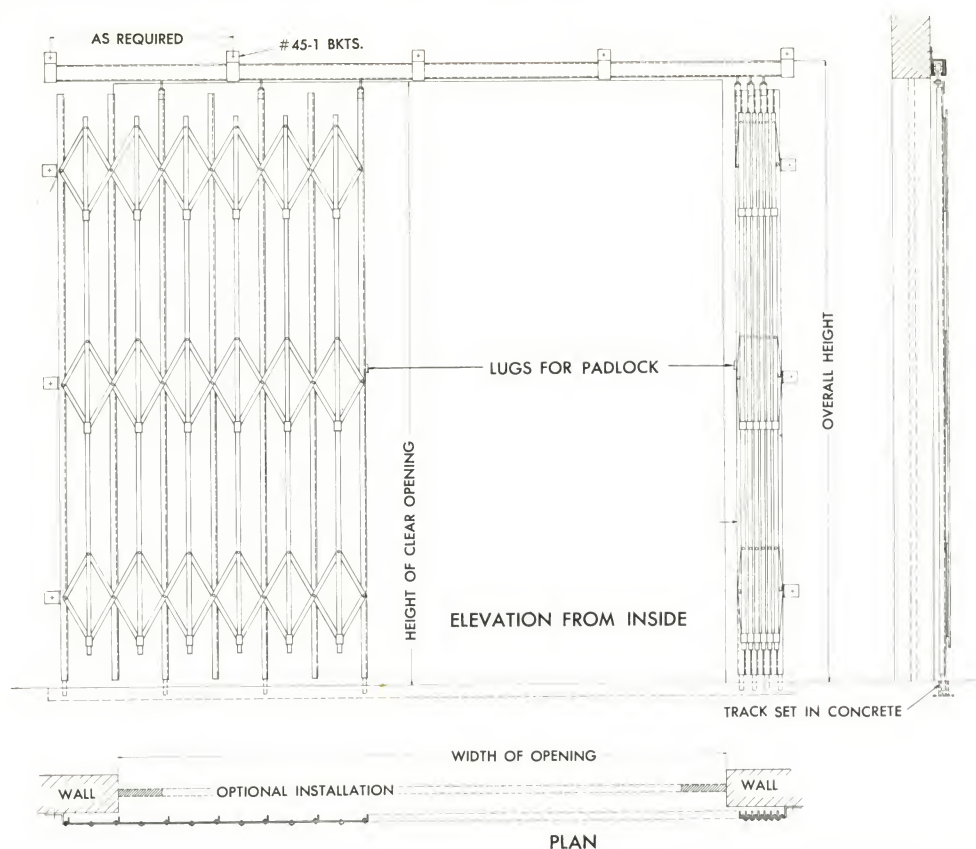 AS REQUIRED
#45-1 BKTS.
LUGS FOR PADLOCK
OVERALL HEIGHT
HEIGHT OF CLEAR OPENING
ELEVATION FROM INSIDE
TRACK SET IN CONCRETE
WIDTH OF OPENING
WALL
OPTIONAL INSTALLATION
WALL
PLAN